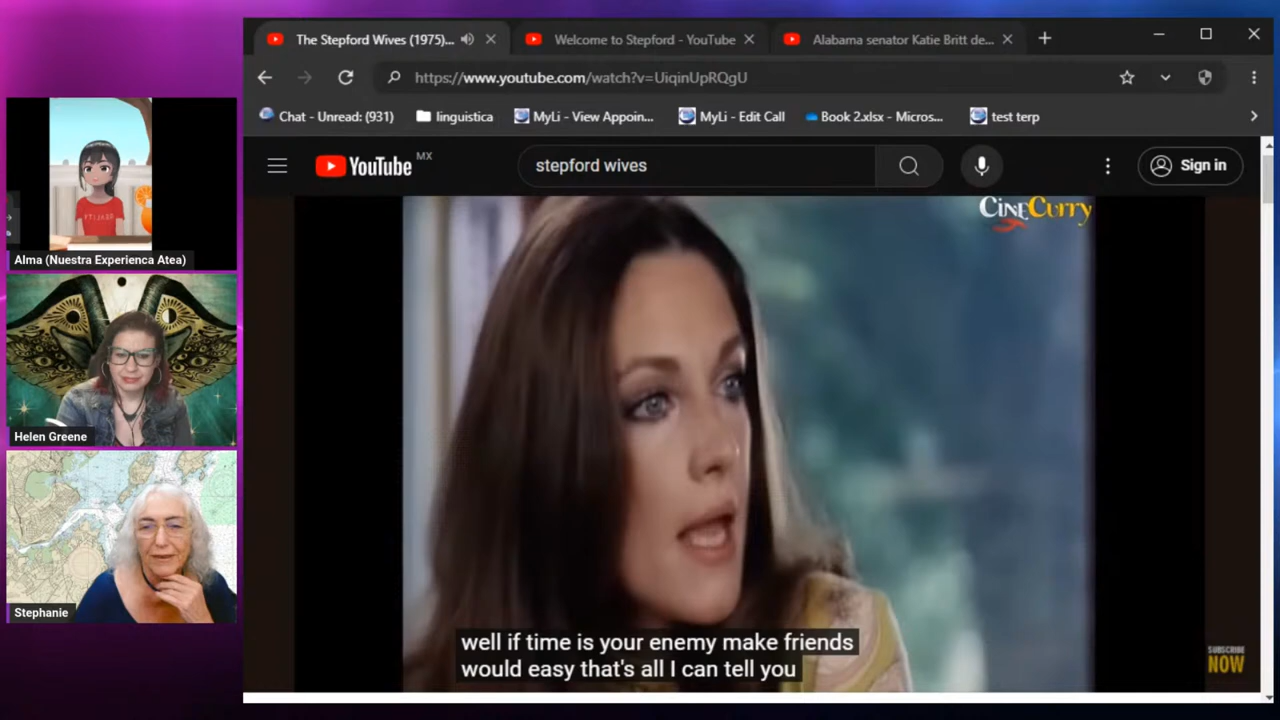 The Stepford Wives (1975)...
Welcome to Stepford - YouTube
Alabama senator Katie Britt de...
https://www.youtube.com/watch?v=UiqinUpRQgU
Chat - Unread: (931)
linguistica
MyLi - View Appoin...
MyLi - Edit Call
Book 2.xlsx - Micros...
test terp
YouTube MX
stepford wives
Sign in
CINECURRY
REALITY
Alma (Nuestra Experienca Atea)
Helen Greene
Stephanie
well if time is your enemy make friends
would easy that's all I can tell you
SUBSCRIBE
NOW